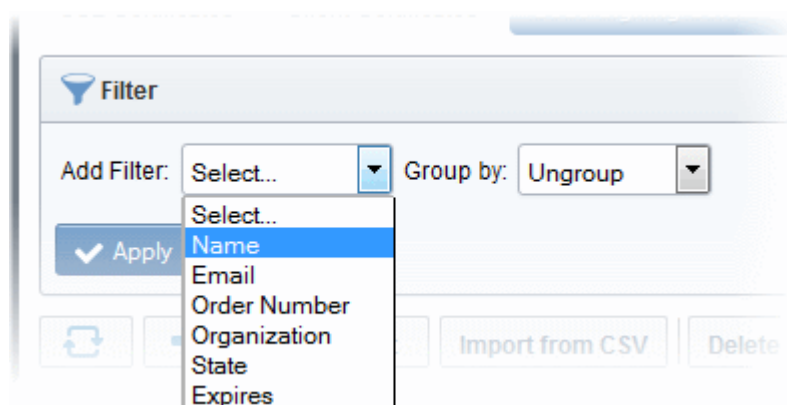 Filter
Add Filter: Select... Group by: Ungroup
Select...
Apply Name
Email
Order Number
Organization
Import from CSV Delete
State
Expires